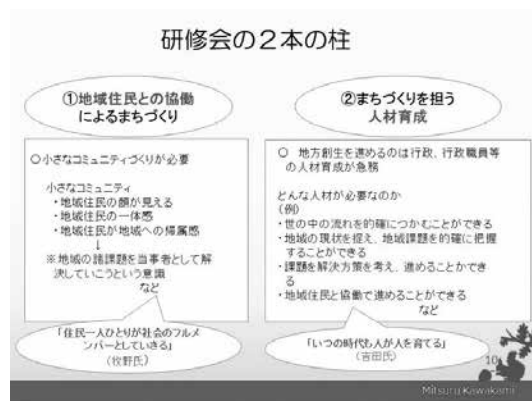 研修会の2本の柱
①地域住民との協働
によるまちづくり
○小さなコミュニティづくりが必要
小さなコミュニティ
・地域住民の顔が見える
・地域住民の一体感
・地域住民が地域への帰属感
↓
※地域の諸課題を当事者として解
決していこうという意識
など
「住民一人ひとりが社会のフルメ
ンバーとしていきる」
(牧野氏)
②まちづくりを担う
人材育成
○ 地方創生を進めるのは行政、行政職員等
の人材育成が急務
どんな人材が必要なのか
(例)
・世の中の流れを的確につかむことができる
・地域の現状を捉え、地域課題を的確に把握
することができる
・課題を解決方策を考え、進めることかでき
る
・地域住民と協働で進めることができる
など
「いつの時代も人が人を育てる」
(吉田氏)
10
Mitsuru Kawakami